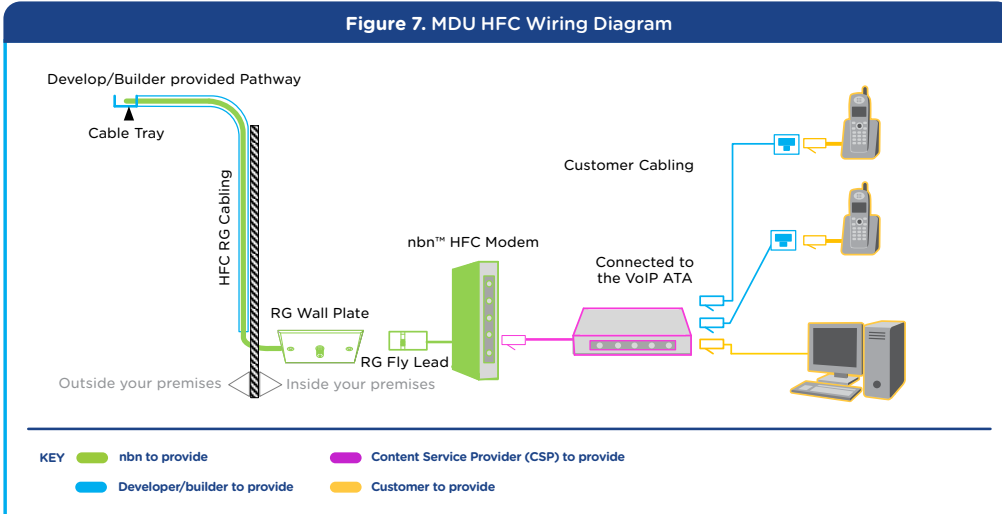 Figure 7. MDU HFC Wiring Diagram
Develop/Builder provided Pathway
Cable Tray
HFC RG Cabling
Customer Cabling
nbn™ HFC Modem
Connected to
the VoIP ATA
RG Wall Plate
RG Fly Lead
Outside your premises
Inside your premises
KEY
nbn to provide
Content Service Provider (CSP) to provide
Developer/builder to provide
Customer to provide